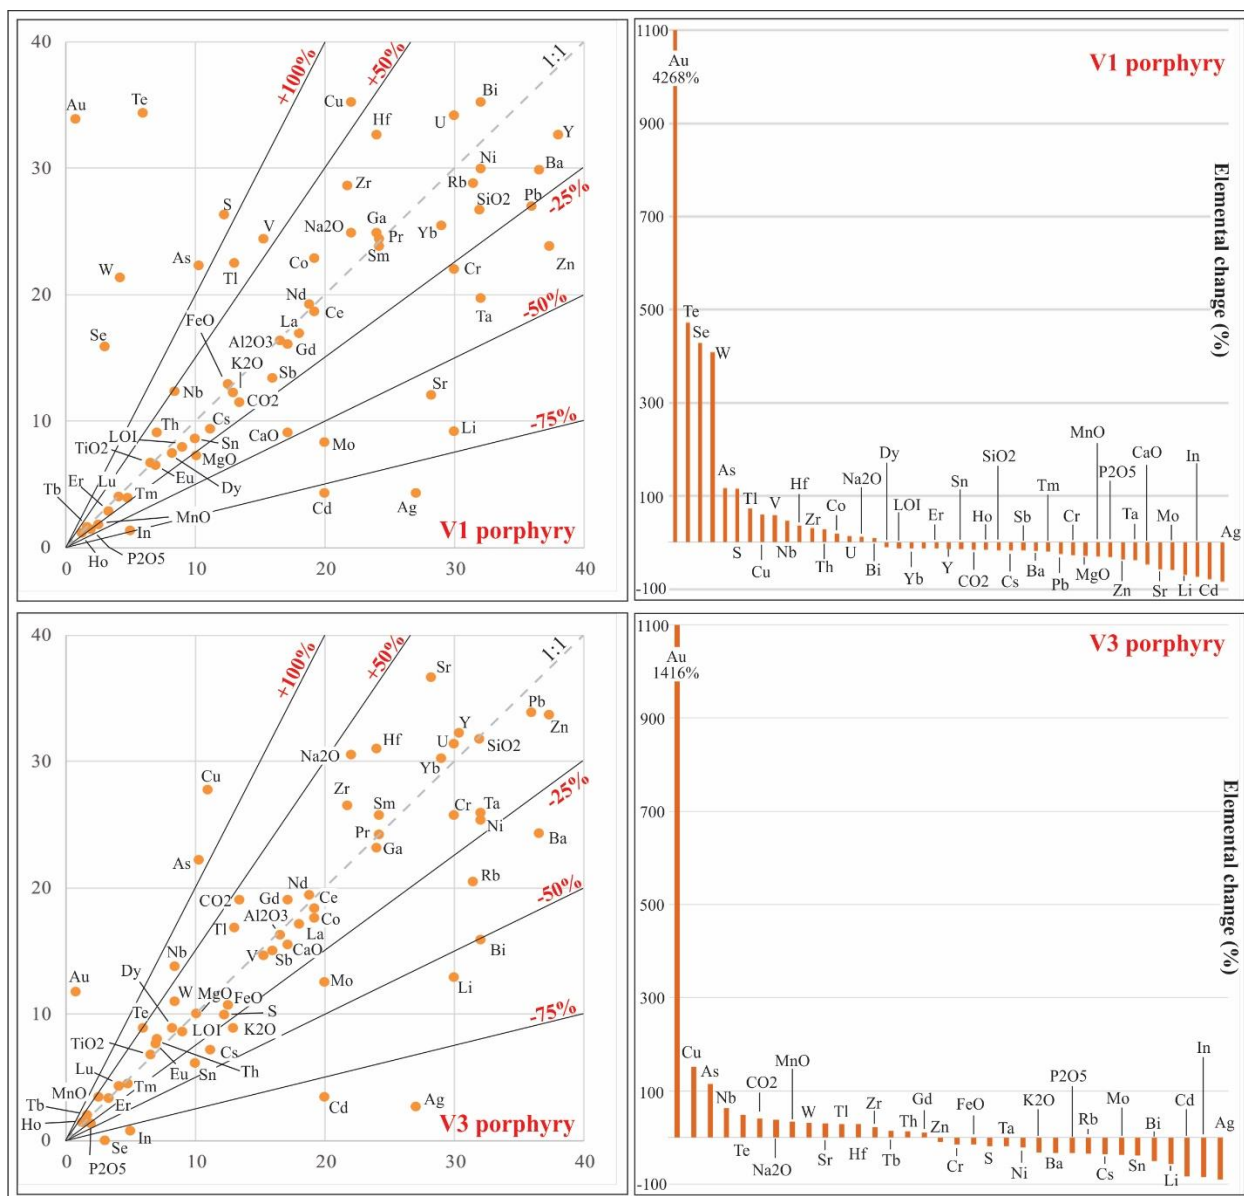 40
+100%
+50%
1:1
V1 porphyry
Au
Te
Cu
Bi
Hf
U
Y
30
Ni
Ba
Zr
Rb
SiO2
Pb
-25%
S
V
Na2O
Ga
Pr
Yb
As
Tl
Co
Sm
Cr
Zn
W
20
Nd
Ce
Ta
-50%
FeO
La
Se
Al2O3
Gd
K2O
Sb
Nb
CO2
Sr
-75%
10
Th
Cs
LOI
CaO
Mo
Li
TiO2
Sn
MgO
Er
Lu
Eu
Dy
Tb
Tm
Cd
Ag
MnO
In
V1 porphyry
0
Ho
P2O5
0
10
20
30
40
1100
Au
4268%
900
Elemental change (%)
700
500
Te
Se
W
300
MnO
CaO
SiO2
Dy
P2O5
In
Na2O
As
Hf
Sn
Tm
Tl
V
Zr
Co
LOI
Er
Ho
Sb
Cr
Ta
Mo
100
Ag
S
Cu
Nb
Th
U
Bi
Yb
Y
CO2
Cs
Ba
Pb
MgO
Zn
Sr
Li
Cd
-100
40
+100%
+50%
1:1
V3 porphyry
Sr
Pb
Y
Zn
Na2O
Hf
U
SiO2
30
Yb
Cu
Zr
Sm
Cr
Ta
-25%
Pr
Ni
Ba
As
Ga
Rb
20
CO2
Gd
Nd
Ce
-50%
Al2O3
Co
Tl
La
Nb
V
Sb
CaO
Bi
Au
Dy
Mo
Li
W
MgO
FeO
-75%
10
Te
S
TiO2
LOI
K2O
Cs
Lu
Eu
Sn
Th
MnO
Tm
Tb
Er
Cd
Ag
Ho
V3 porphyry
0
Se
In
P2O5
0
10
20
30
40
1100
Au
1416%
900
Elemental change (%)
700
500
300
In
P2O5
MnO
Cu
CO2
K2O
Mo
Cd
As
Nb
W
Tl
Zr
Th
Gd
FeO
Ta
Rb
Bi
100
Ag
Te
Na2O
Sr
Hf
Tb
Zn
Cr
S
Ni
Ba
Cs
Sn
Li
-100